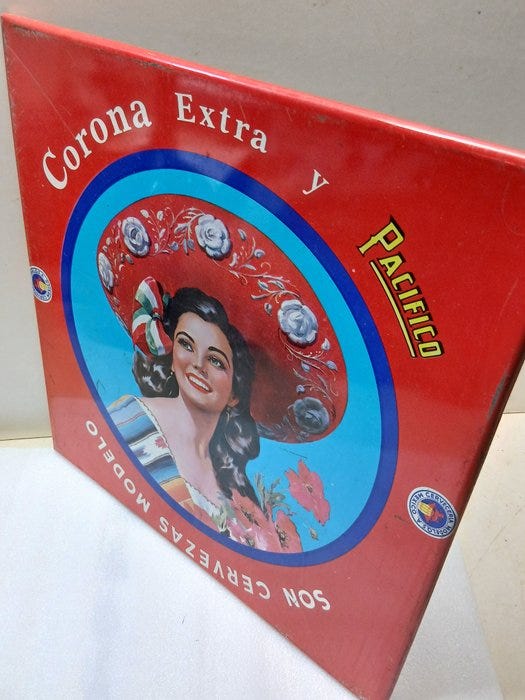 Corona Extra y
PACIFICO
SON CERVEZAS MODELO